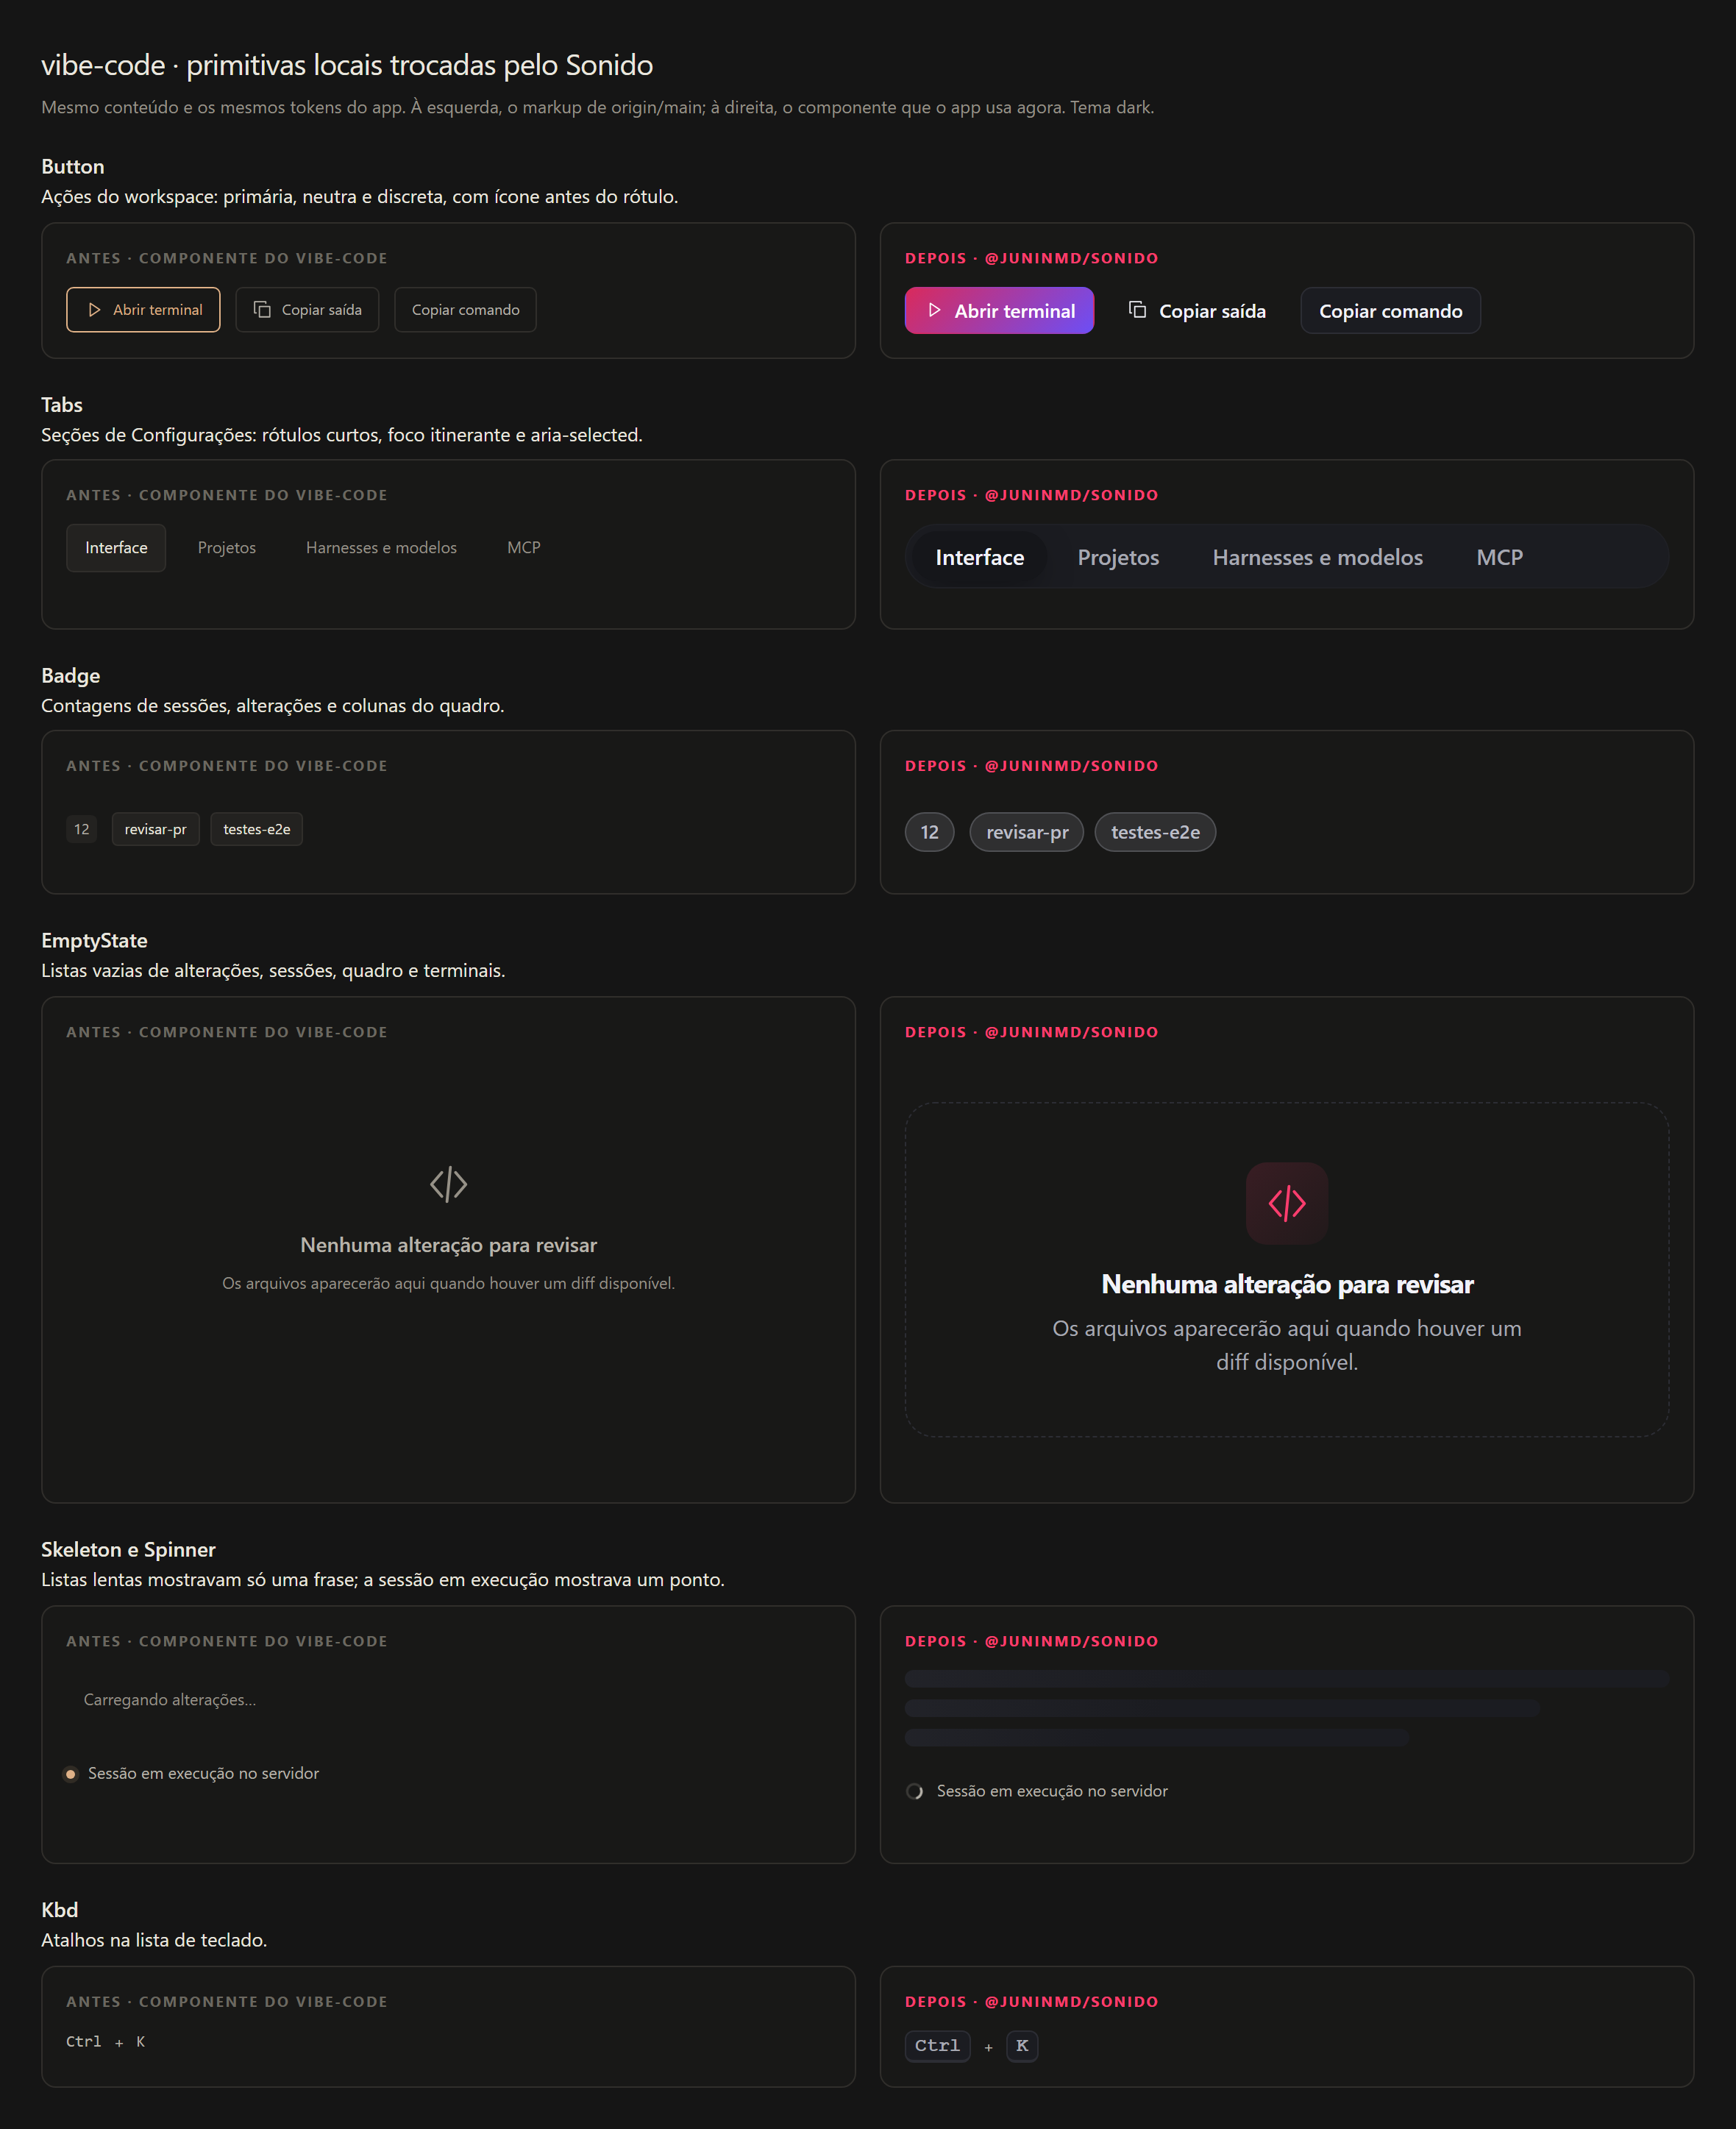 vibe-code · primitivas locais trocadas pelo Sonido
Mesmo conteúdo e os mesmos tokens do app. À esquerda, o markup de origin/main; à direita, o componente que o app usa agora. Tema dark.
Button
Ações do workspace: primária, neutra e discreta, com ícone antes do rótulo.
ANTES · COMPONENTE DO VIBE-CODE
Abrir terminal
Copiar saída
Copiar comando
DEPOIS · @JUNINMD/SONIDO
Abrir terminal
Copiar saída
Copiar comando
Tabs
Seções de Configurações: rótulos curtos, foco itinerante e aria-selected.
ANTES · COMPONENTE DO VIBE-CODE
Interface
Projetos
Harnesses e modelos
MCP
DEPOIS · @JUNINMD/SONIDO
Interface
Projetos
Harnesses e modelos
MCP
Badge
Contagens de sessões, alterações e colunas do quadro.
ANTES · COMPONENTE DO VIBE-CODE
12
revisar-pr
testes-e2e
DEPOIS · @JUNINMD/SONIDO
12
revisar-pr
testes-e2e
EmptyState
Listas vazias de alterações, sessões, quadro e terminais.
ANTES · COMPONENTE DO VIBE-CODE
Nenhuma alteração para revisar
Os arquivos aparecerão aqui quando houver um diff disponível.
DEPOIS · @JUNINMD/SONIDO
Nenhuma alteração para revisar
Os arquivos aparecerão aqui quando houver um
diff disponível.
Skeleton e Spinner
Listas lentas mostravam só uma frase; a sessão em execução mostrava um ponto.
ANTES · COMPONENTE DO VIBE-CODE
Carregando alterações…
Sessão em execução no servidor
DEPOIS · @JUNINMD/SONIDO
Sessão em execução no servidor
Kbd
Atalhos na lista de teclado.
ANTES · COMPONENTE DO VIBE-CODE
Ctrl + K
DEPOIS · @JUNINMD/SONIDO
Ctrl + K